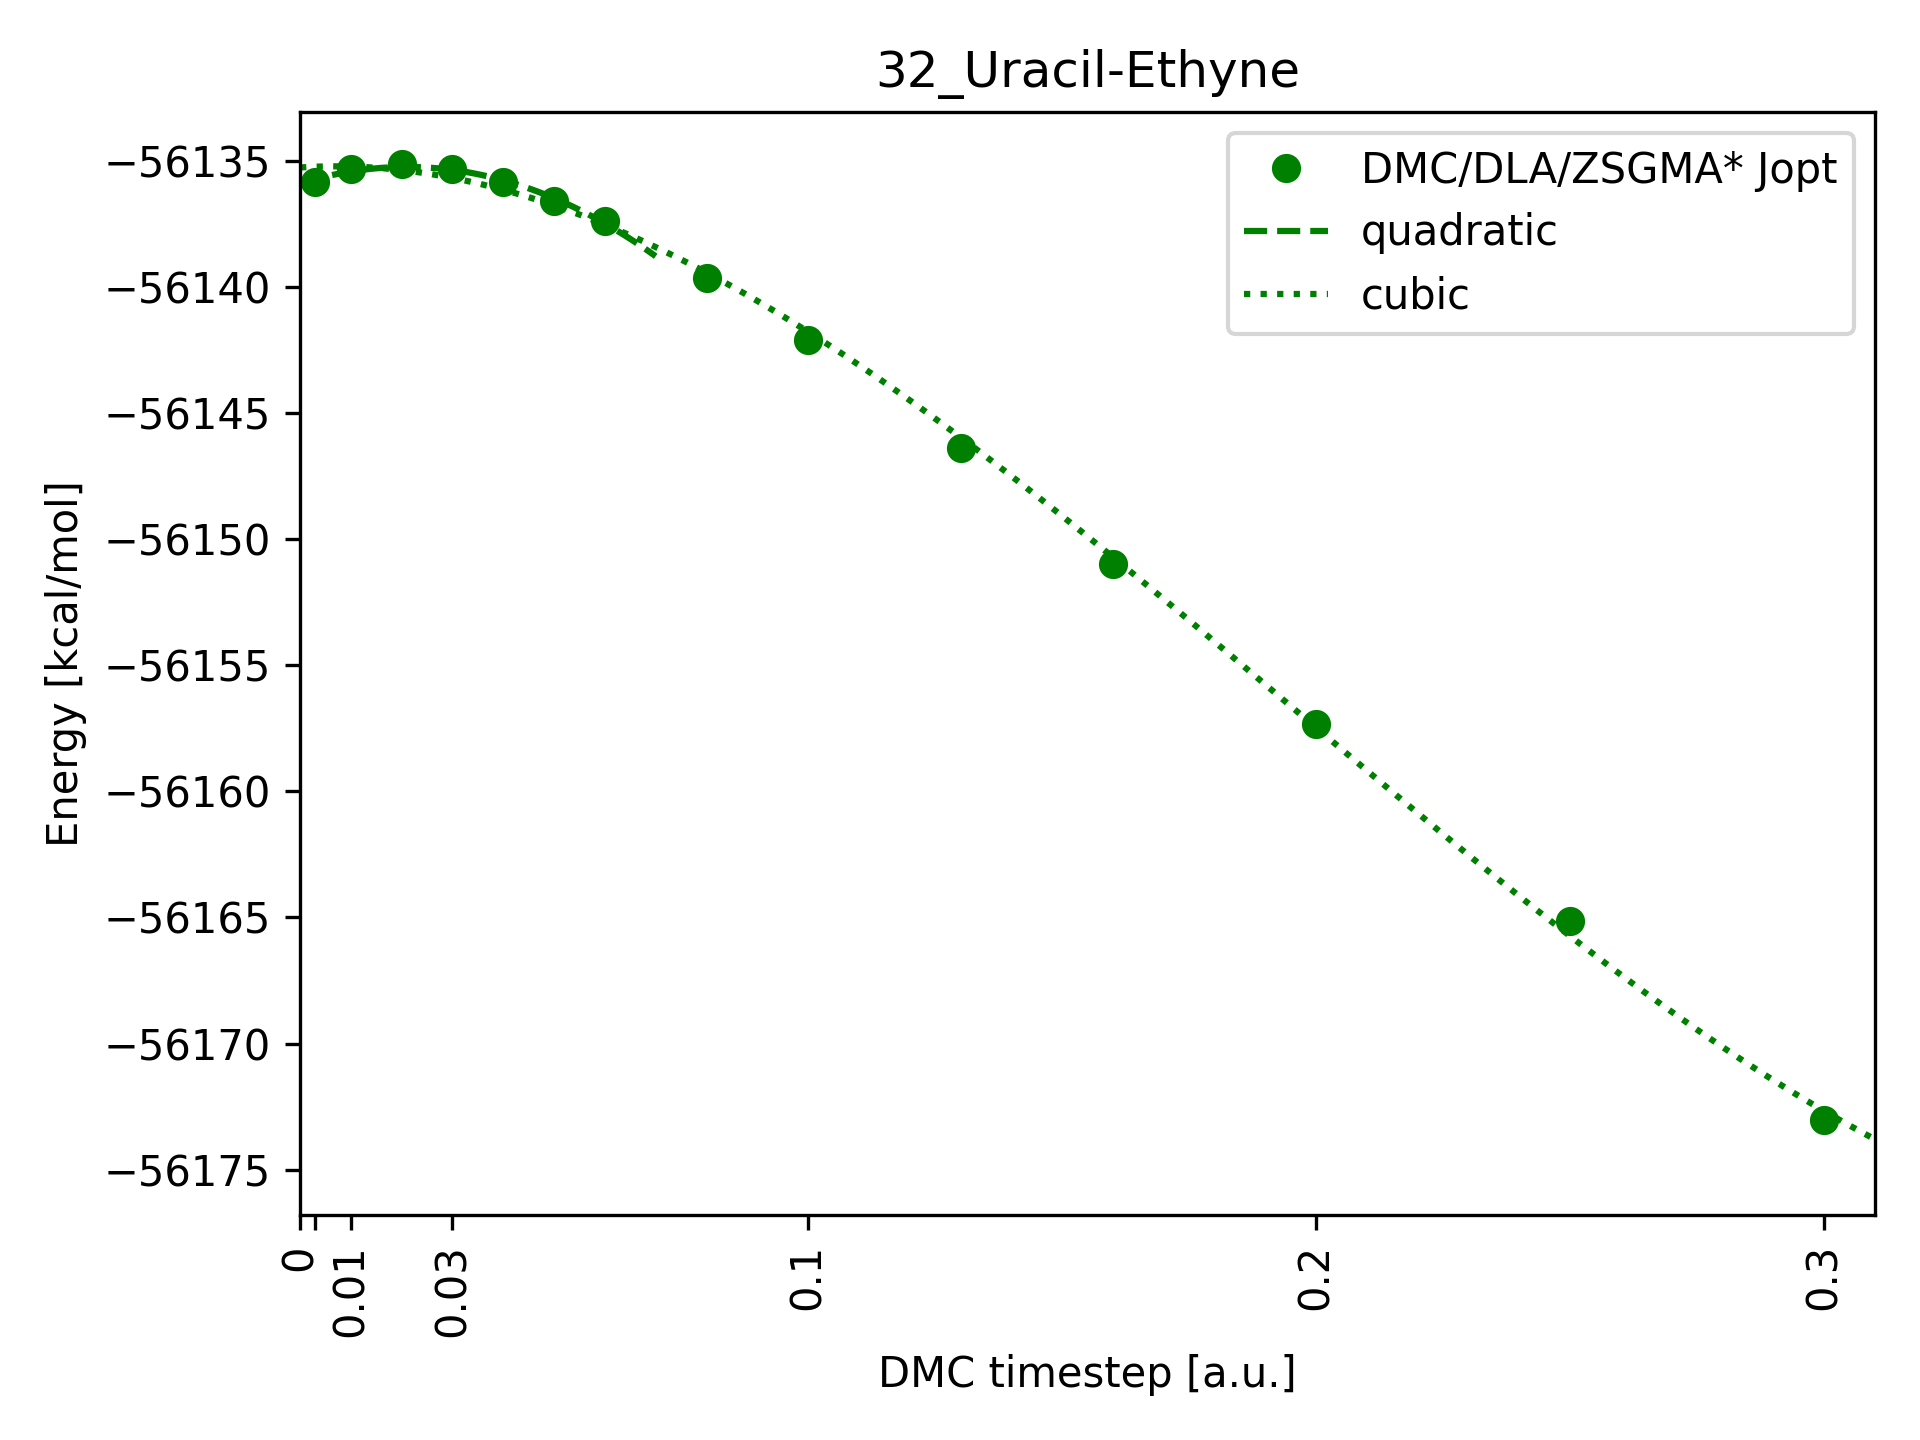 32_Uracil-Ethyne
DMC/DLA/ZSGMA* Jopt
quadratic
cubic
Energy [kcal/mol]
−56135
−56140
−56145
−56150
−56155
−56160
−56165
−56170
−56175
0
0.01
0.03
0.1
0.2
0.3
DMC timestep [a.u.]